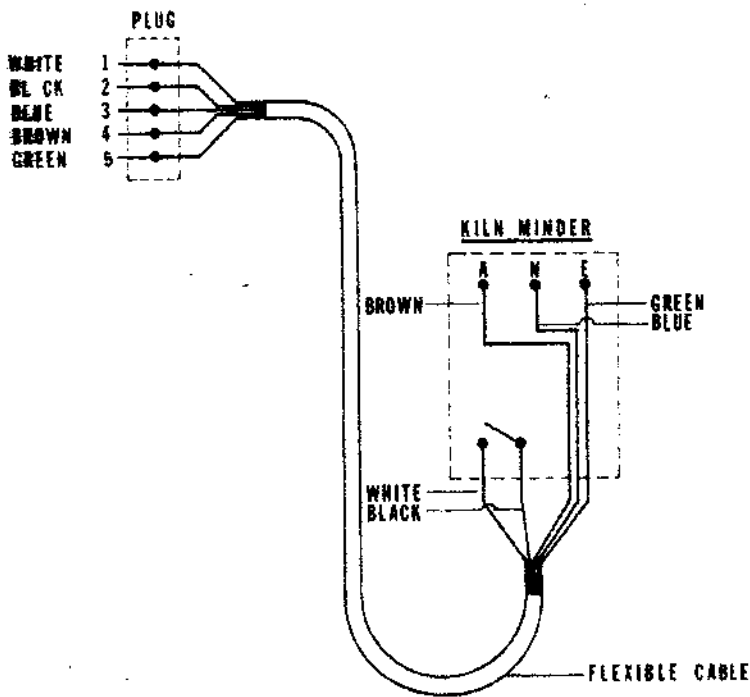 PLUG
WHITE 1
BL CK 2
BLUE 3
BROWN 4
GREEN 5
KILN MINDER
A N E
BROWN
GREEN
BLUE
WHITE
BLACK
FLEXIBLE CABLE